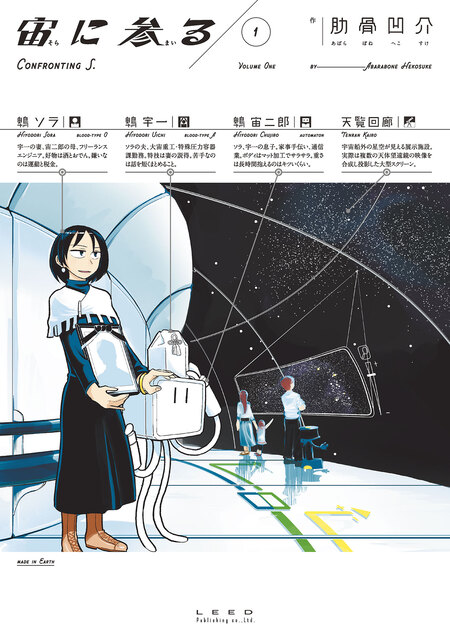 宙に参る
そら まい
1
作 肋骨凹介
あばら ぼね へこ すけ
CONFRONTING S.
VOLUME ONE
BY ABARABONE HEKOSUKE
鵯 ソラ
HIYODORI SORA BLOOD-TYPE O
宇一の妻、宙二郎の母、フリーランス
エンジニア。好物は酒とおでん。嫌いな
のは運動と税金。
鵯 宇一
HIYODORI UICHI BLOOD-TYPE A
ソラの夫、大宙重工・特殊圧力容器
課勤務。特技は妻の説得。苦手なの
は話を短くまとめること。
鵯 宙二郎
HIYODORI CHUJIRO AUTOMATON
ソラ、宇一の息子。家事手伝い、通信
業。ボディはマット加工でサラサラ。重さ
は長時間抱えるのはキツいくらい。
天覧回廊
TENRAN KAIRO
宇宙船外の星空が見える展示施設。
実際は複数の天体望遠鏡の映像を
合成し投影した大型スクリーン。
MADE IN EARTH
LEED
Publishing co.,Ltd.